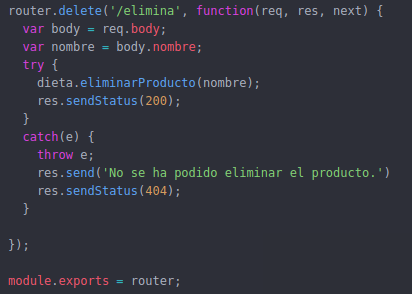 router.delete('/elimina', function(req, res, next) {
  var body = req.body;
  var nombre = body.nombre;
  try {
    dieta.eliminarProducto(nombre);
    res.sendStatus(200);
  }
  catch(e) {
    throw e;
    res.send('No se ha podido eliminar el producto.')
    res.sendStatus(404);
  }

});

module.exports = router;